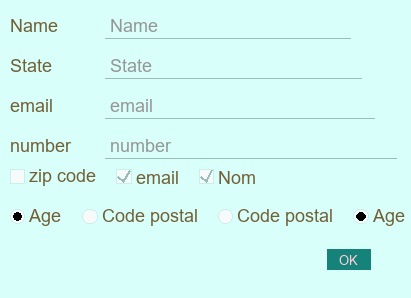 Name Name
State State
email email
number number
zip code email Nom
Age Code postal Code postal Age
OK